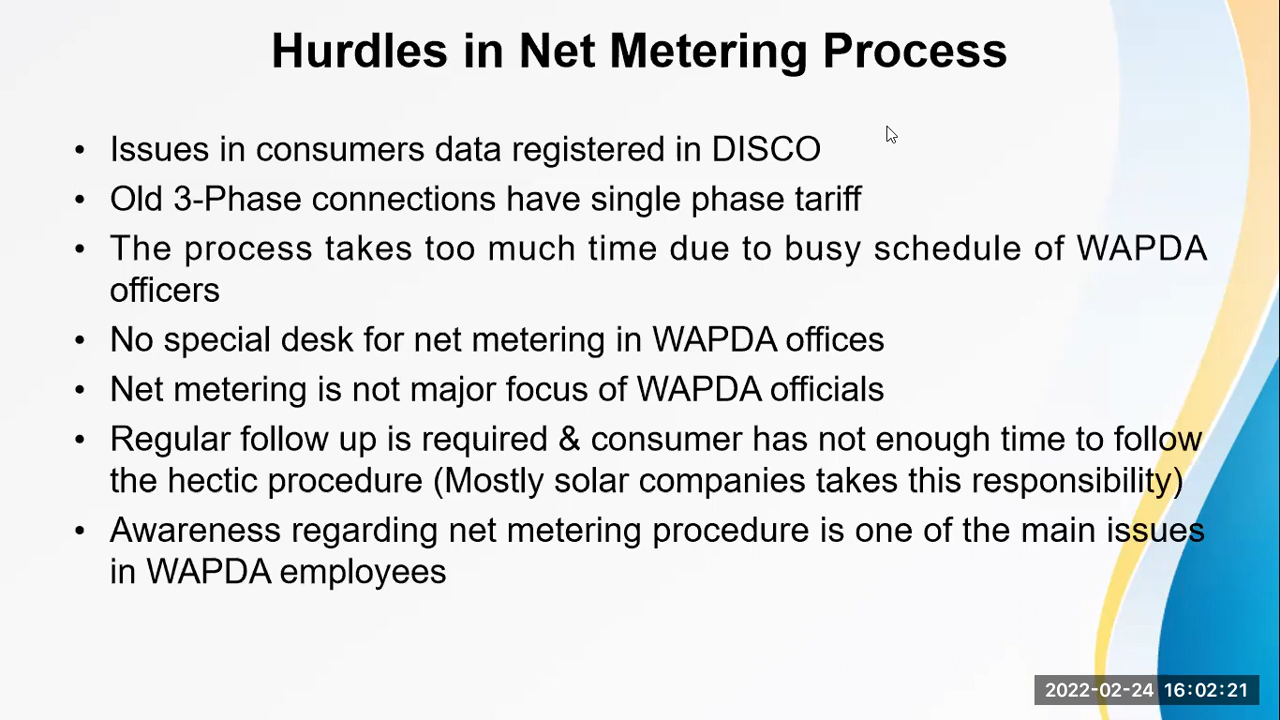 Hurdles in Net Metering Process
• Issues in consumers data registered in DISCO
• Old 3-Phase connections have single phase tariff
• The process takes too much time due to busy schedule of WAPDA
officers
• No special desk for net metering in WAPDA offices
• Net metering is not major focus of WAPDA officials
• Regular follow up is required & consumer has not enough time to follow
the hectic procedure (Mostly solar companies takes this responsibility)
• Awareness regarding net metering procedure is one of the main issues
in WAPDA employees
2022-02-24 16:02:21